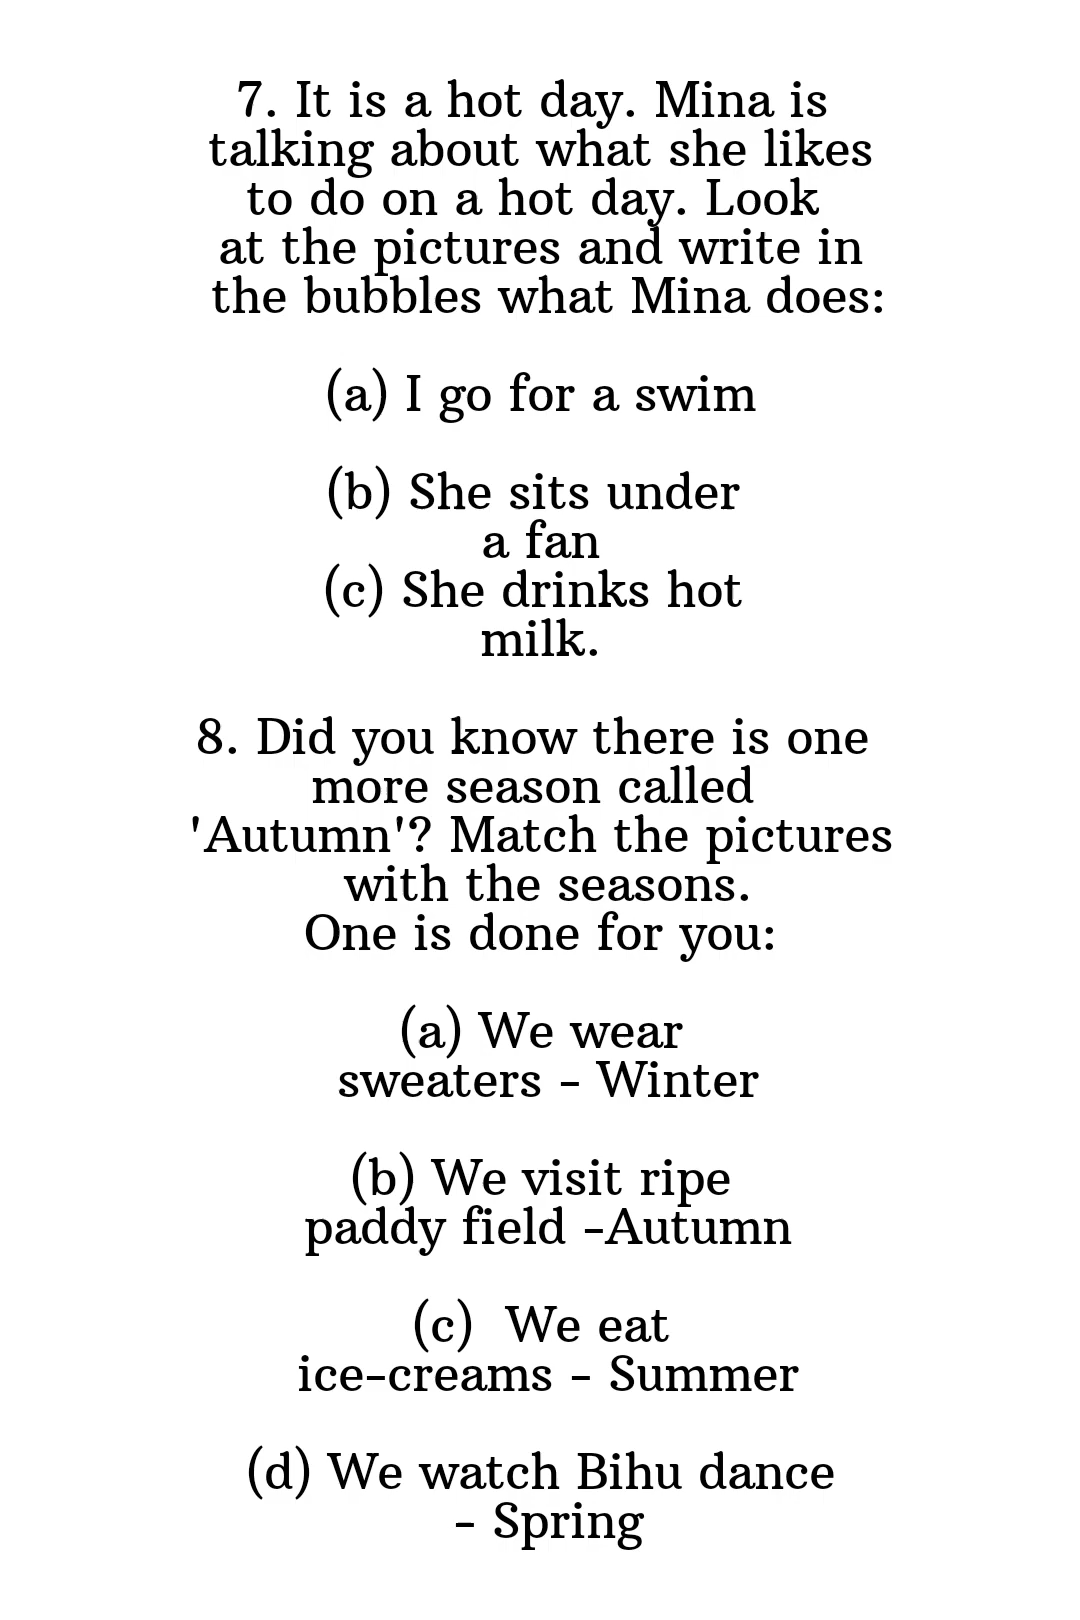 7. It is a hot day. Mina is
talking about what she likes
to do on a hot day. Look
at the pictures and write in
the bubbles what Mina does:
(a) I go for a swim
(b) She sits under
a fan
(c) She drinks hot
milk.
8. Did you know there is one
more season called
'Autumn'? Match the pictures
with the seasons.
One is done for you:
(a) We wear
sweaters - Winter
(b) We visit ripe
paddy field -Autumn
(c)  We eat
ice-creams - Summer
(d) We watch Bihu dance
- Spring